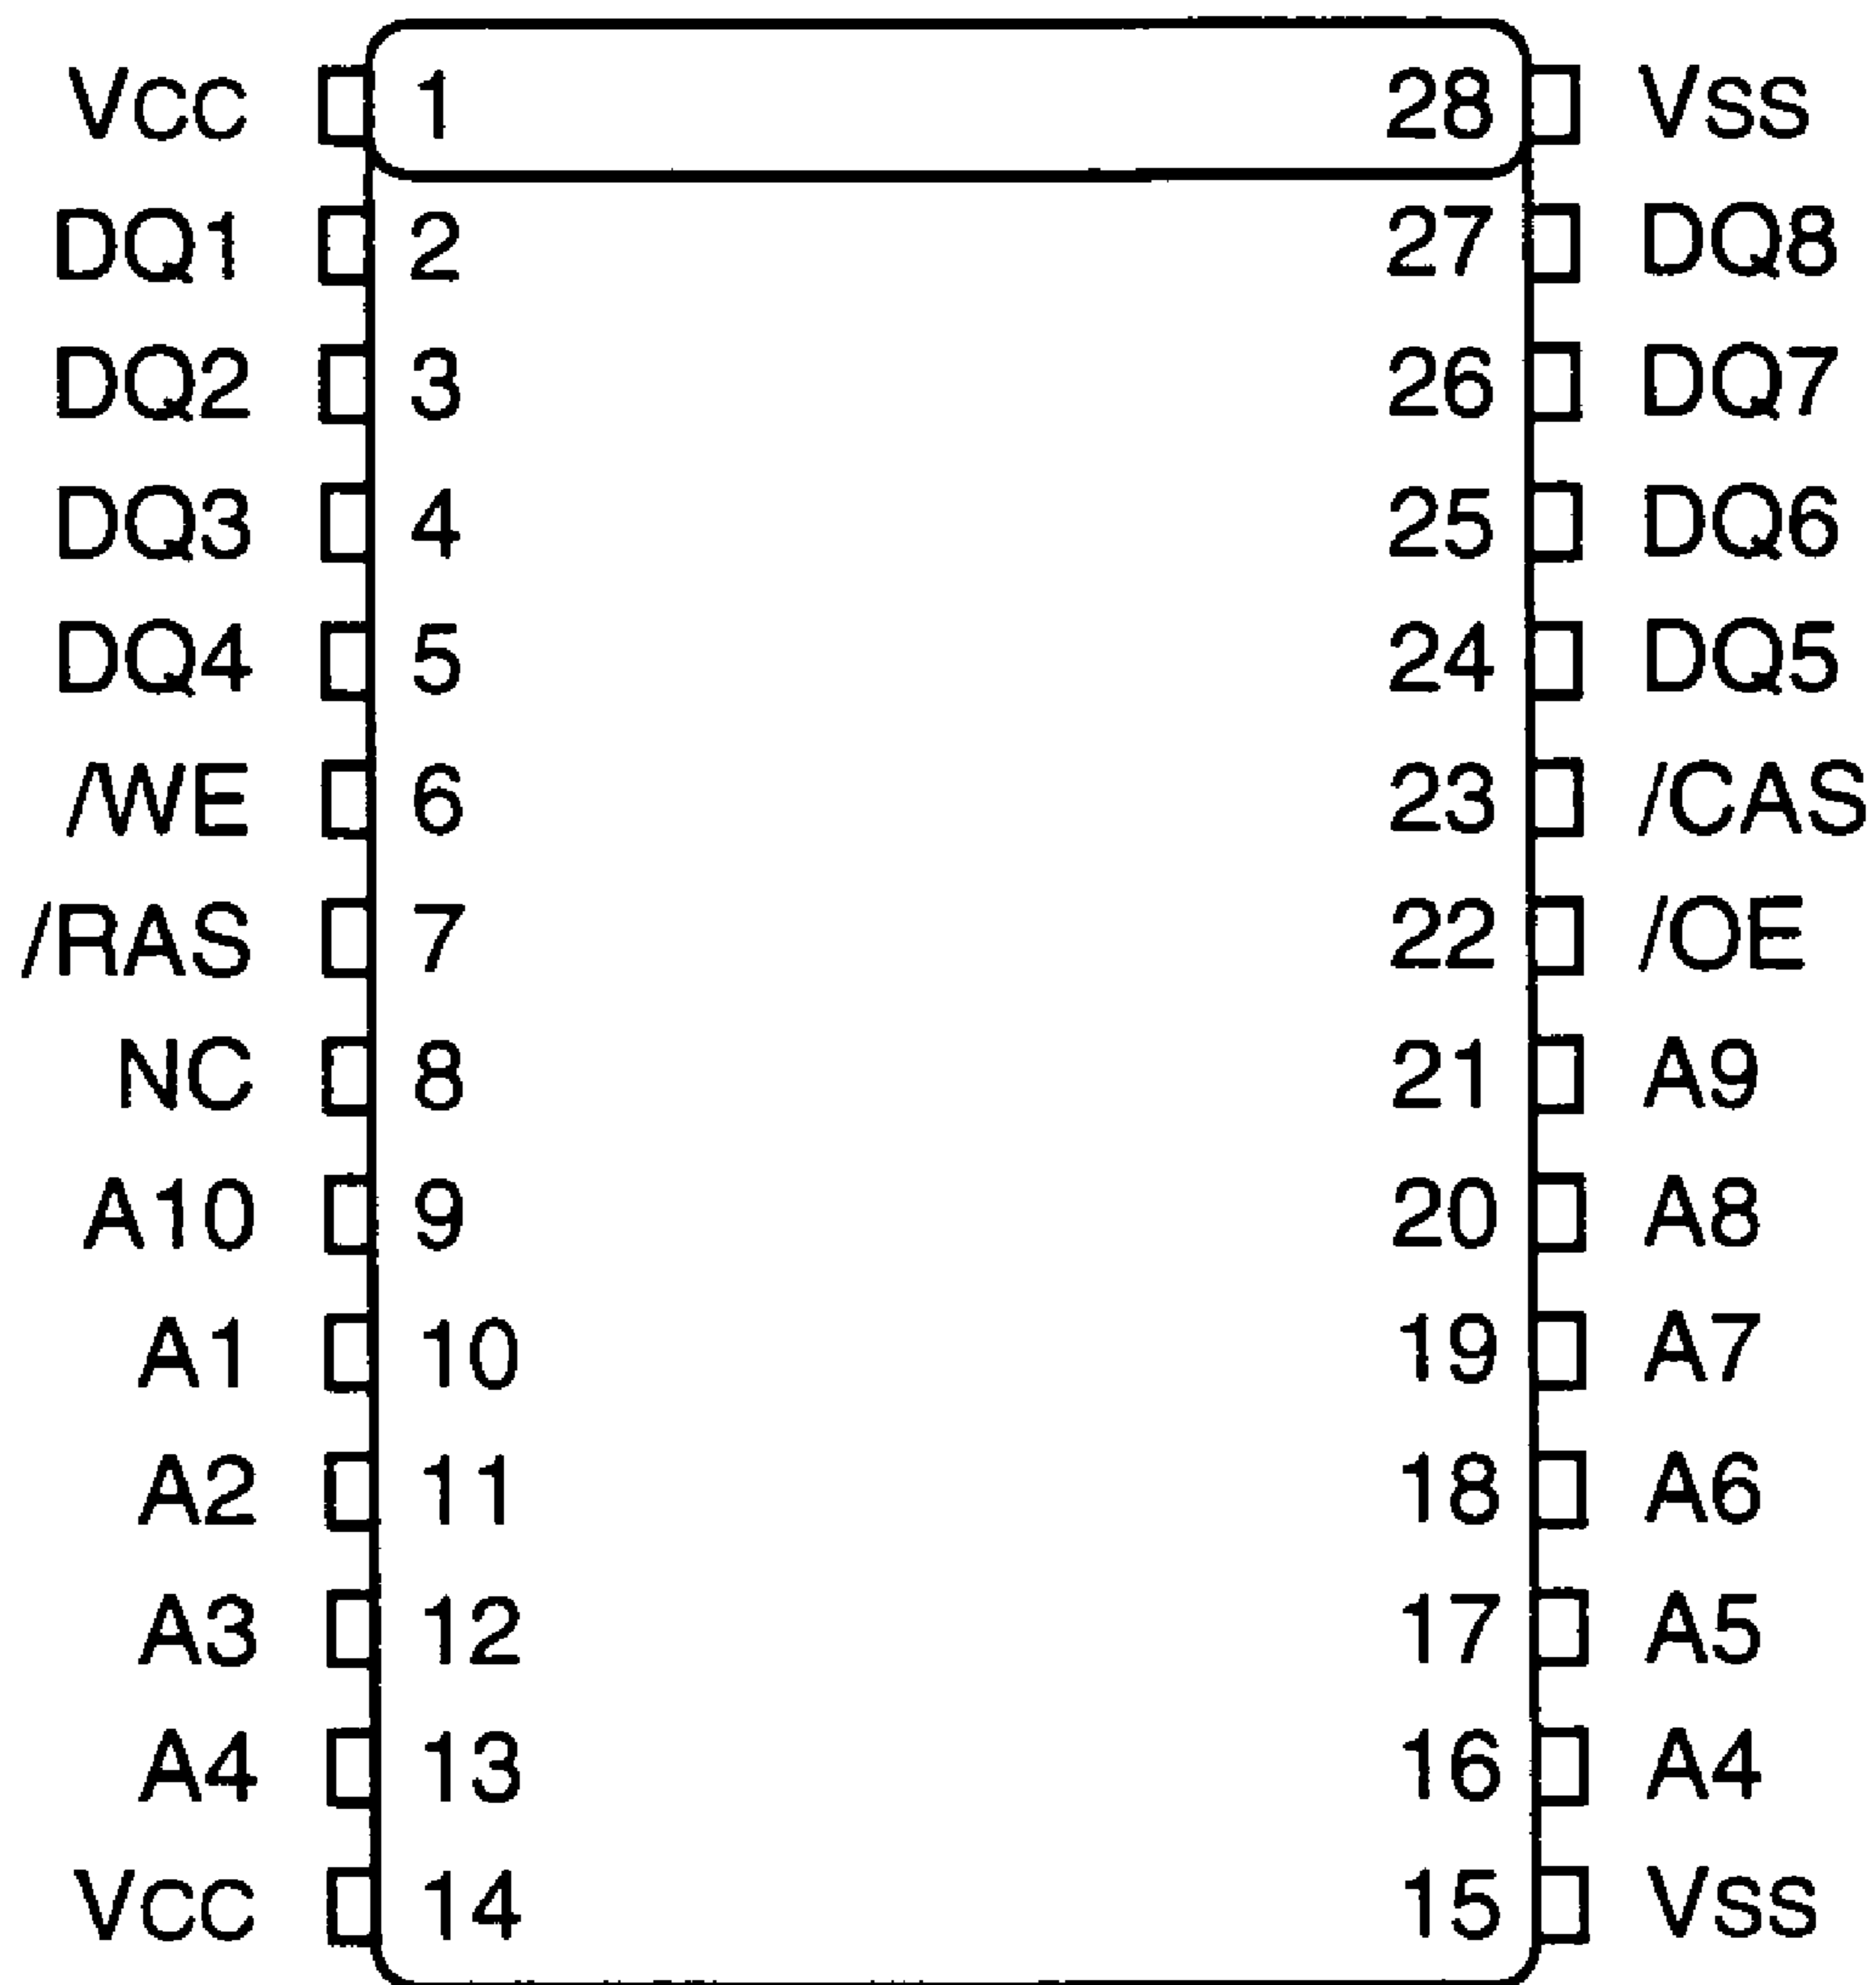 VCC 1 28 VSS
DQ1 2 27 DQ8
DQ2 3 26 DQ7
DQ3 4 25 DQ6
DQ4 5 24 DQ5
/WE 6 23 /CAS
/RAS 7 22 /OE
NC 8 21 A9
A10 9 20 A8
A1 10 19 A7
A2 11 18 A6
A3 12 17 A5
A4 13 16 A4
VCC 14 15 VSS